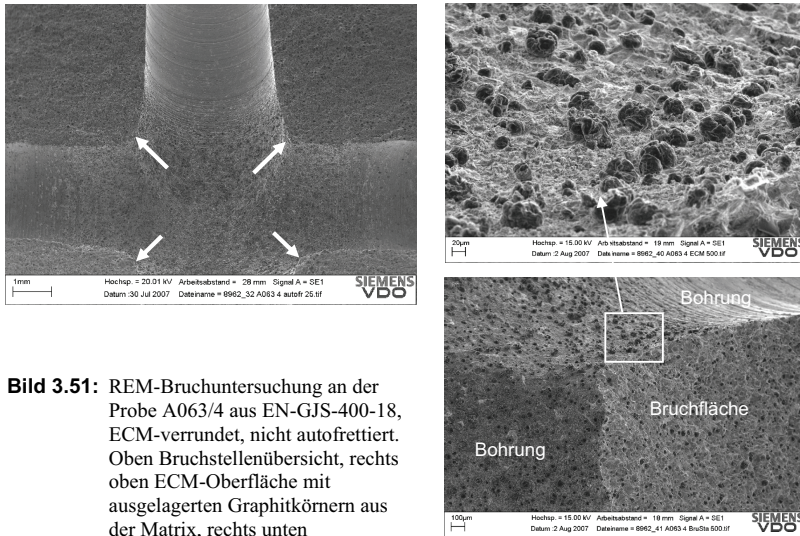 1mm
Hochsp. = 20.01 kV Arbeitsabstand = 28 mm Signal A = SE1
Datum :30 Jul 2007 Dateiname = 8962_32 A063 4 autofr 25.tif
SIEMENS
VDO
20µm
Hochsp. = 15.00 kV Arbeitsabstand = 19 mm Signal A = SE1
Datum :2 Aug 2007 Dateiname = 8962_40 A063 4 ECM 500.tif
SIEMENS
VDO
Bohrung
Bruchfläche
Bohrung
100µm
Hochsp. = 15.00 kV Arbeitsabstand = 18 mm Signal A = SE1
Datum :2 Aug 2007 Dateiname = 8962_41 A063 4 BruSta 500.tif
SIEMENS
VDO
Bild 3.51: REM-Bruchuntersuchung an der
Probe A063/4 aus EN-GJS-400-18,
ECM-verrundet, nicht autofrettiert.
Oben Bruchstellenübersicht, rechts
oben ECM-Oberfläche mit
ausgelagerten Graphitkörnern aus
der Matrix, rechts unten